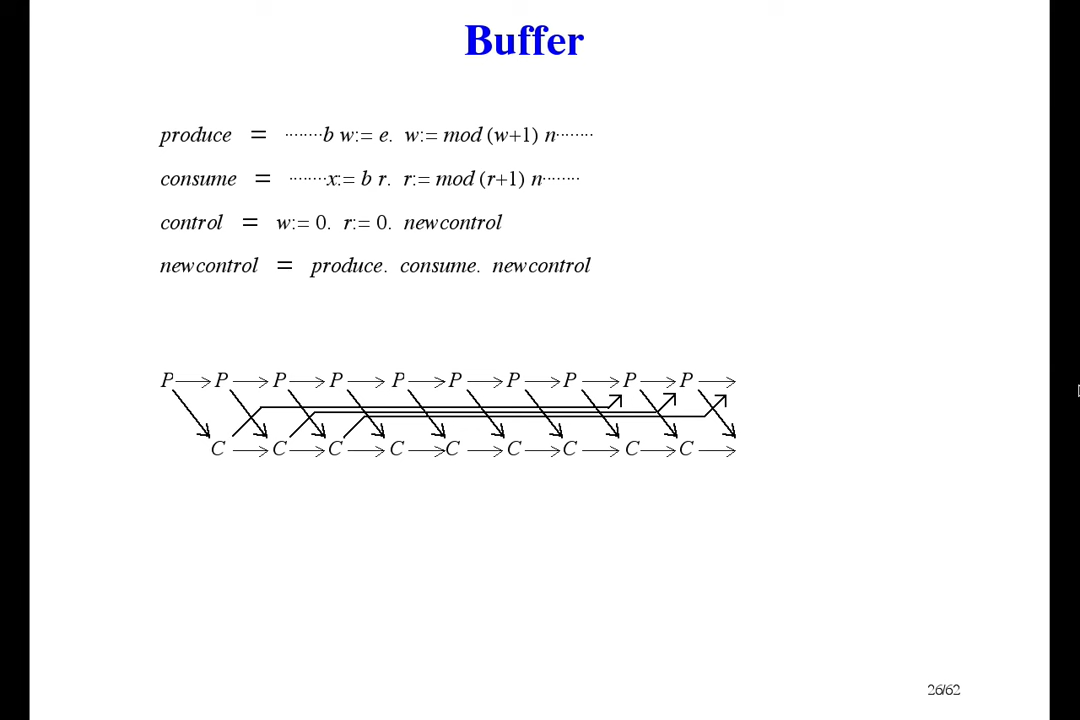 Buffer
produce = ········b w:= e. w:= mod (w+1) n········
consume = ········x:= b r. r:= mod (r+1) n········
control = w:= 0. r:= 0. newcontrol
newcontrol = produce. consume. newcontrol
P → P → P → P → P → P → P → P → P → P →
C → C → C → C → C → C → C → C → C →
26/62